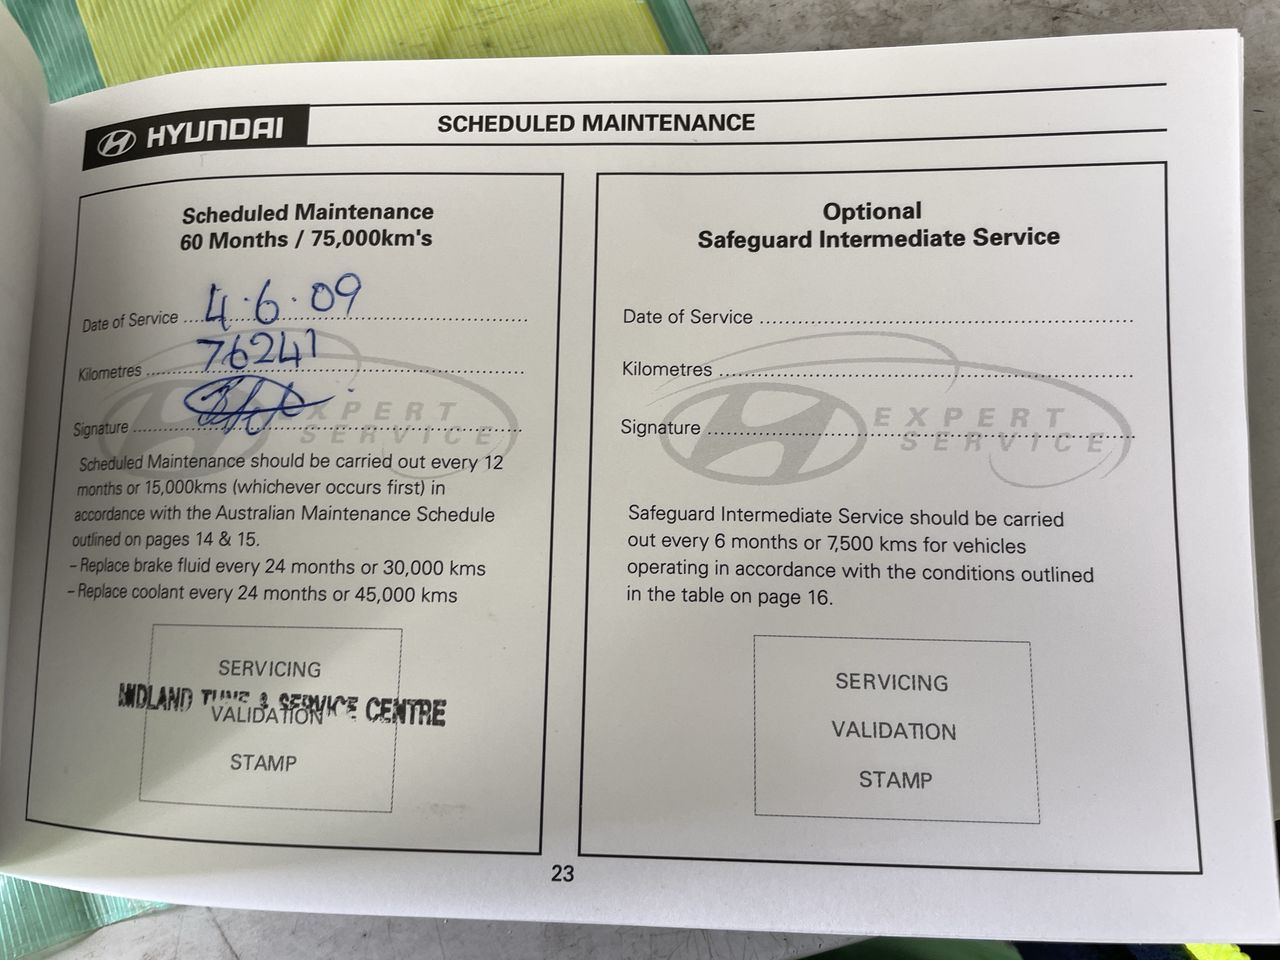 HYUNDAI
SCHEDULED MAINTENANCE
Scheduled Maintenance
60 Months / 75,000km's
Date of Service 4.6.09
Kilometres 76241
Signature
EXPERT
SERVICE
Scheduled Maintenance should be carried out every 12
months or 15,000kms (whichever occurs first) in
accordance with the Australian Maintenance Schedule
outlined on pages 14 & 15.
– Replace brake fluid every 24 months or 30,000 kms
– Replace coolant every 24 months or 45,000 kms
SERVICING
MIDLAND TUNE & SERVICE CENTRE
VALIDATION
STAMP
Optional
Safeguard Intermediate Service
Date of Service
Kilometres
Signature
EXPERT
SERVICE
Safeguard Intermediate Service should be carried
out every 6 months or 7,500 kms for vehicles
operating in accordance with the conditions outlined
in the table on page 16.
SERVICING
VALIDATION
STAMP
23